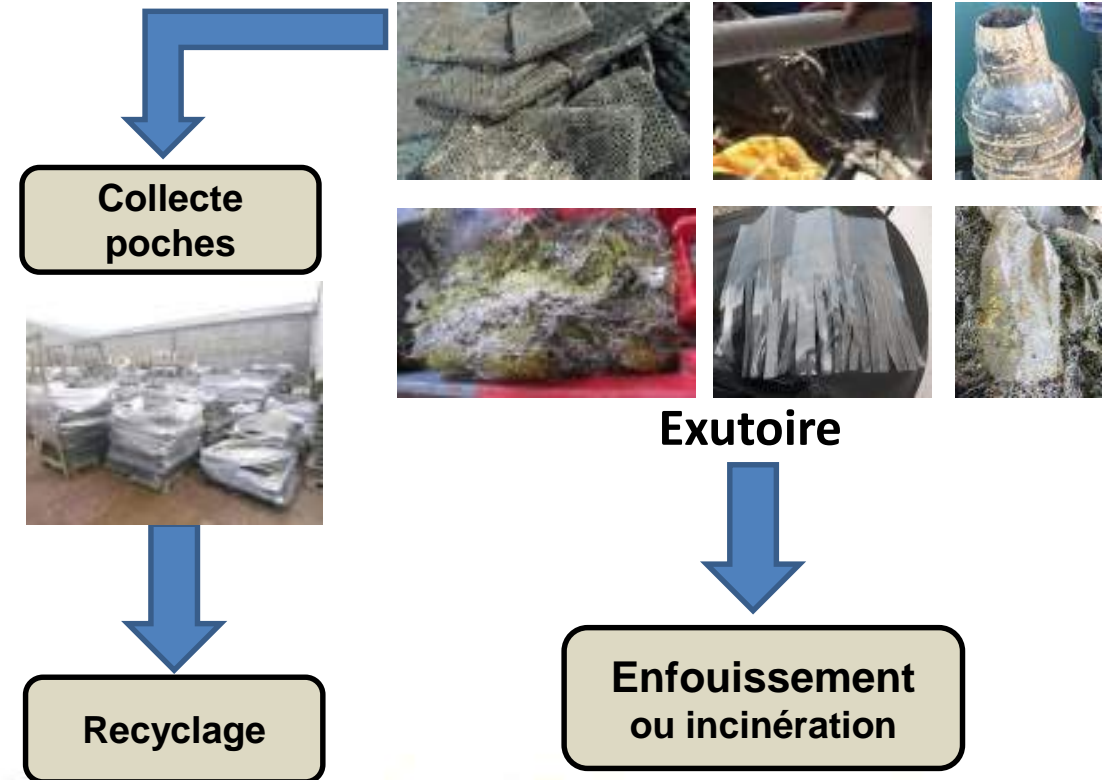 Collecte
poches
Exutoire
Recyclage
Enfouissement
ou incinération